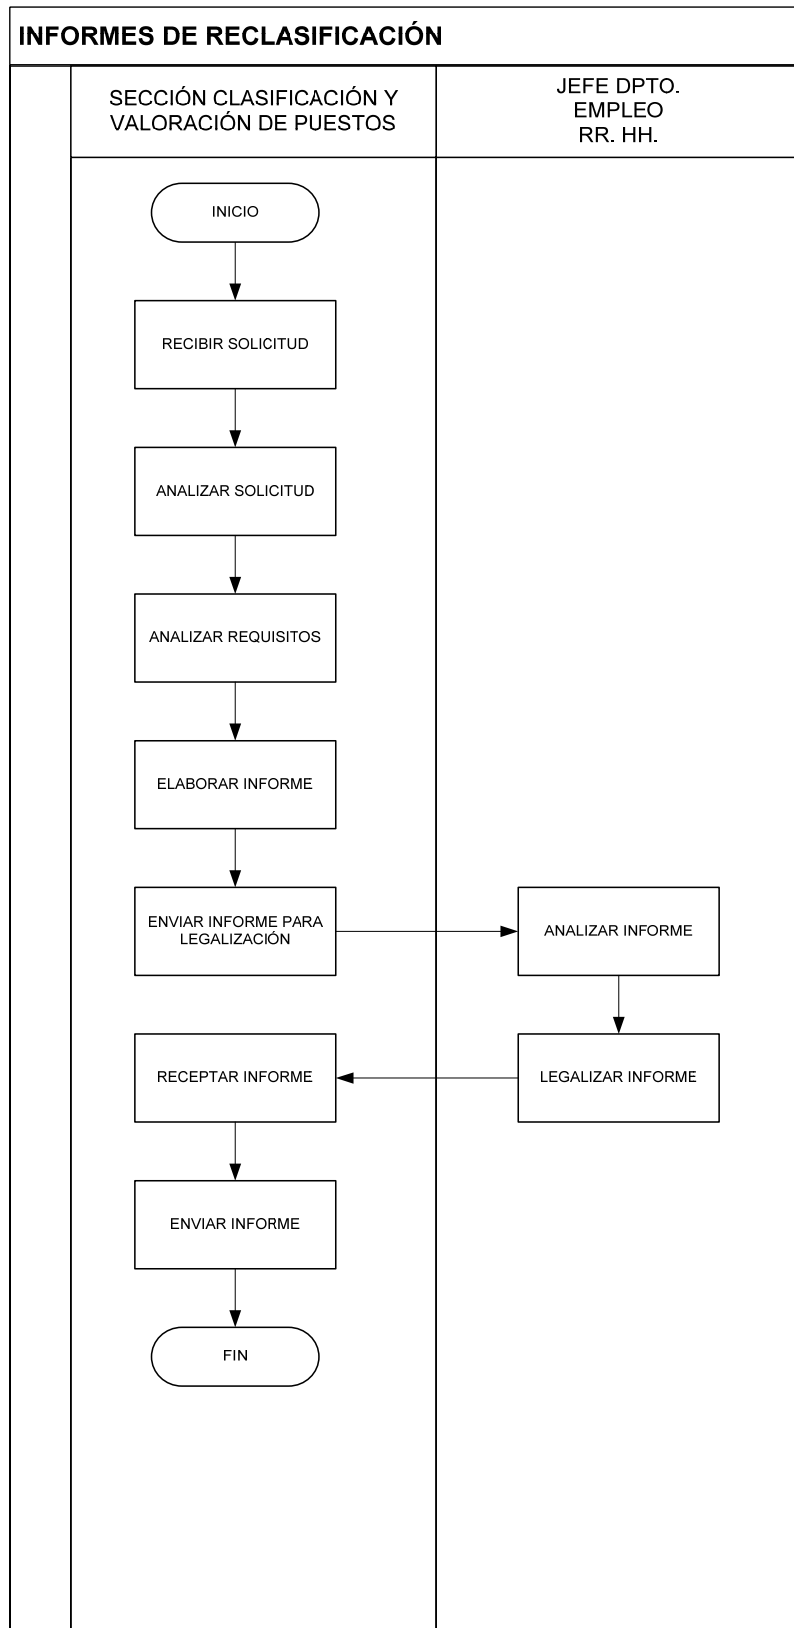 INFORMES DE RECLASIFICACIÓN
SECCIÓN CLASIFICACIÓN Y
VALORACIÓN DE PUESTOS
JEFE DPTO.
EMPLEO
RR. HH.
INICIO
RECIBIR SOLICITUD
ANALIZAR SOLICITUD
ANALIZAR REQUISITOS
ELABORAR INFORME
ENVIAR INFORME PARA
LEGALIZACIÓN
ANALIZAR INFORME
LEGALIZAR INFORME
RECEPTAR INFORME
ENVIAR INFORME
FIN